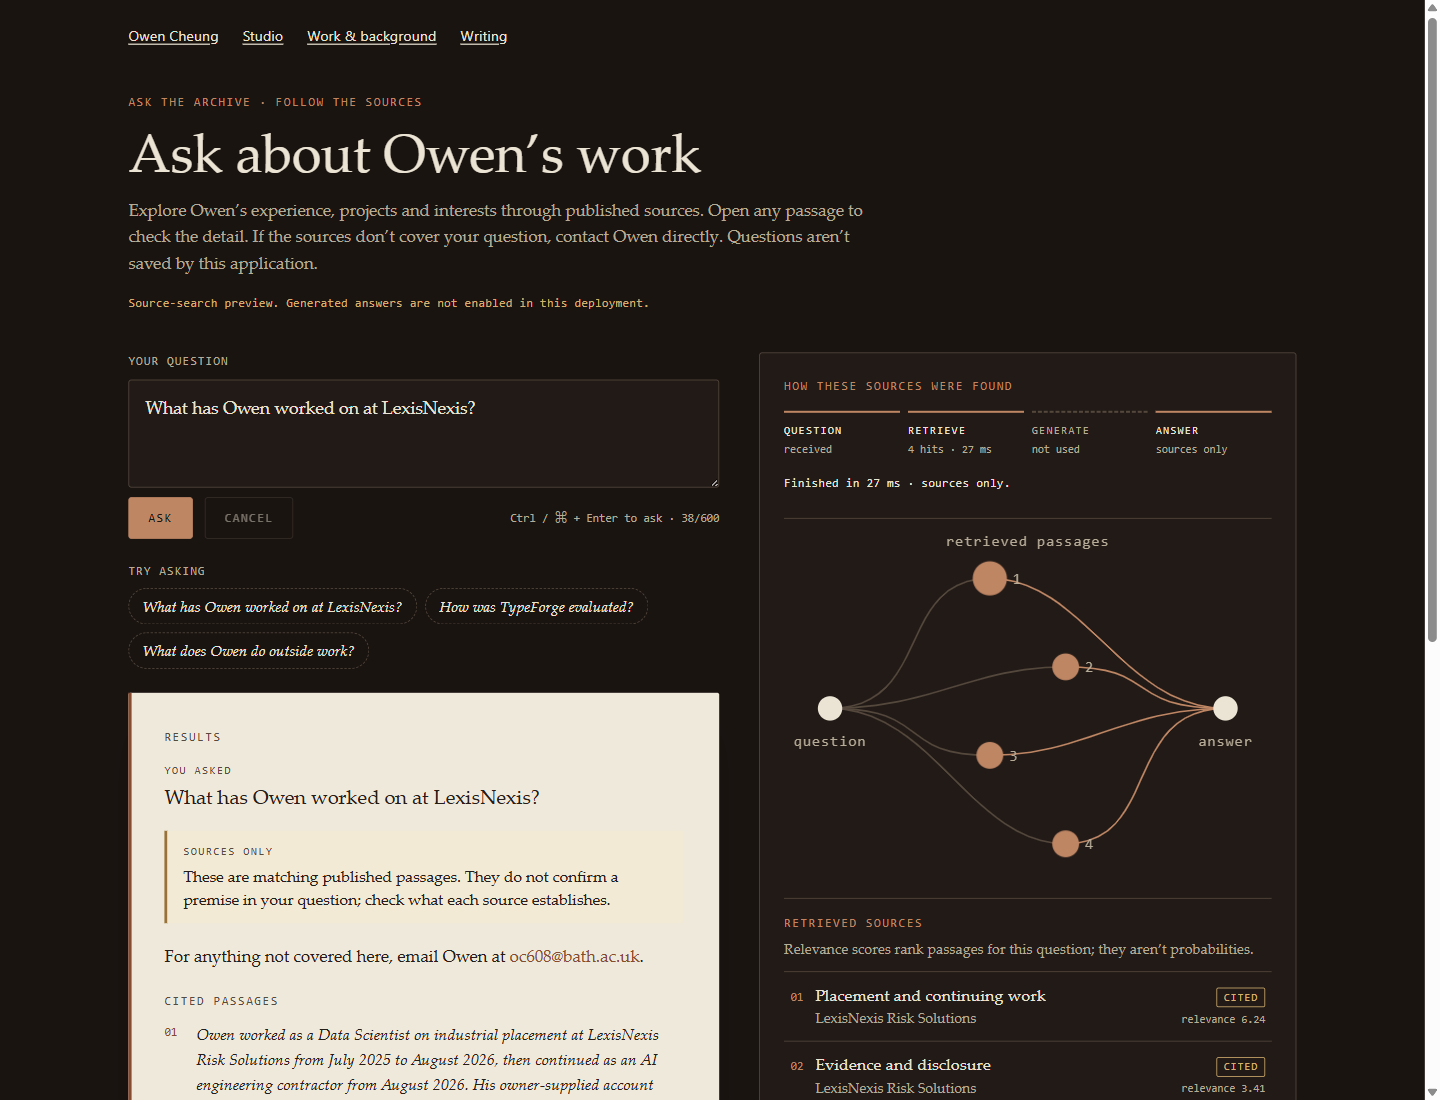 Owen Cheung Studio Work & background Writing
ASK THE ARCHIVE · FOLLOW THE SOURCES
Ask about Owen’s work
Explore Owen’s experience, projects and interests through published sources. Open any passage to
check the detail. If the sources don’t cover your question, contact Owen directly. Questions aren’t
saved by this application.
Source-search preview. Generated answers are not enabled in this deployment.
YOUR QUESTION
What has Owen worked on at LexisNexis?
ASK CANCEL Ctrl / ⌘ + Enter to ask · 38/600
TRY ASKING
What has Owen worked on at LexisNexis? How was TypeForge evaluated?
What does Owen do outside work?
RESULTS
YOU ASKED
What has Owen worked on at LexisNexis?
SOURCES ONLY
These are matching published passages. They do not confirm a
premise in your question; check what each source establishes.
For anything not covered here, email Owen at oc608@bath.ac.uk.
CITED PASSAGES
01 Owen worked as a Data Scientist on industrial placement at LexisNexis
Risk Solutions from July 2025 to August 2026, then continued as an AI
engineering contractor from August 2026. His owner-supplied account
HOW THESE SOURCES WERE FOUND
QUESTION RETRIEVE GENERATE ANSWER
received 4 hits · 27 ms not used sources only
Finished in 27 ms · sources only.
retrieved passages
1
2
question answer
3
4
RETRIEVED SOURCES
Relevance scores rank passages for this question; they aren’t probabilities.
01 Placement and continuing work CITED
LexisNexis Risk Solutions relevance 6.24
02 Evidence and disclosure CITED
LexisNexis Risk Solutions relevance 3.41